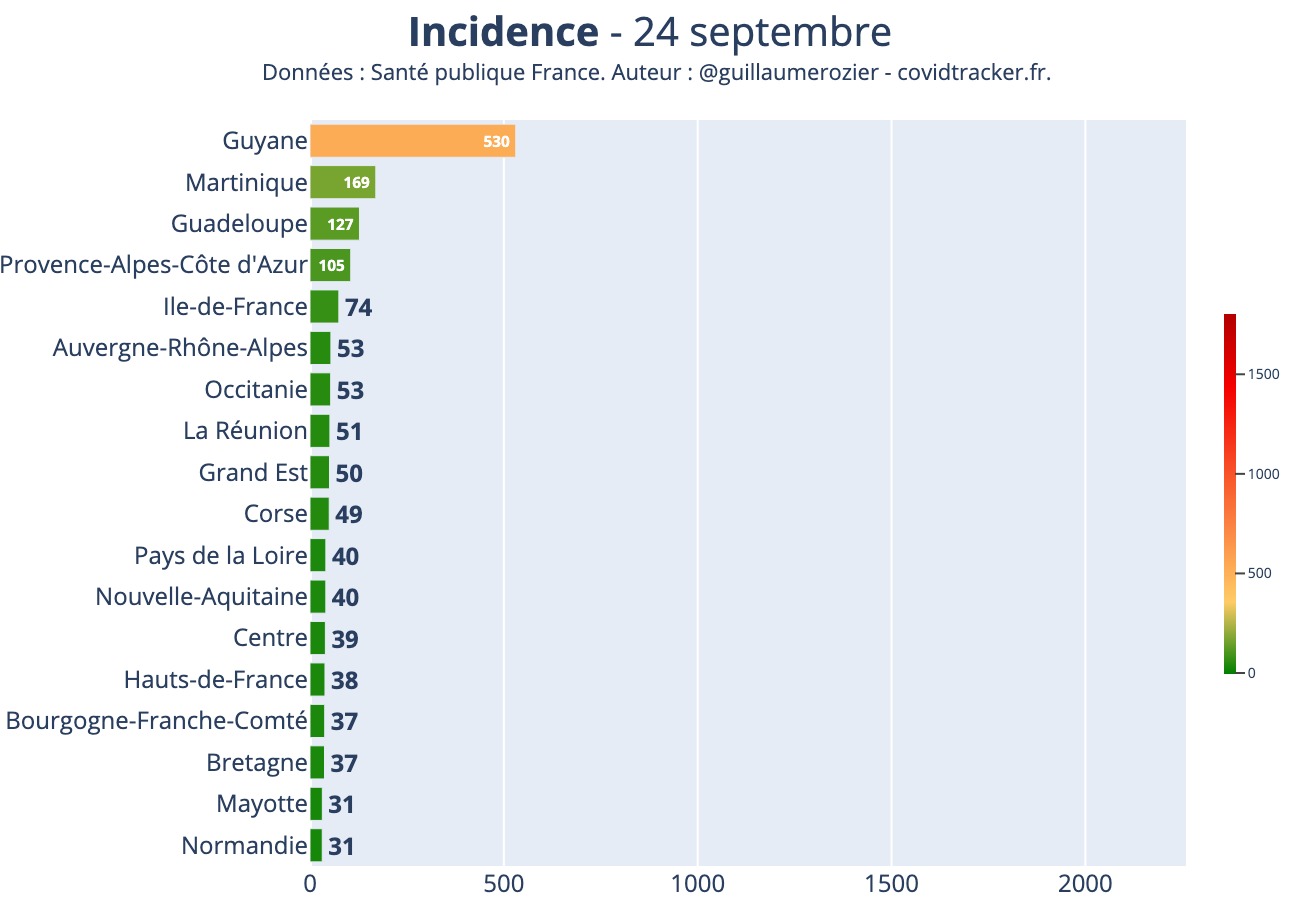 Incidence - 24 septembre
Données : Santé publique France. Auteur : @guillaumerozier - covidtracker.fr.
Guyane 530
Martinique 169
Guadeloupe 127
Provence-Alpes-Côte d'Azur 105
Ile-de-France 74
Auvergne-Rhône-Alpes 53
Occitanie 53
La Réunion 51
Grand Est 50
Corse 49
Pays de la Loire 40
Nouvelle-Aquitaine 40
Centre 39
Hauts-de-France 38
Bourgogne-Franche-Comté 37
Bretagne 37
Mayotte 31
Normandie 31
0 500 1000 1500 2000
1500
1000
500
0